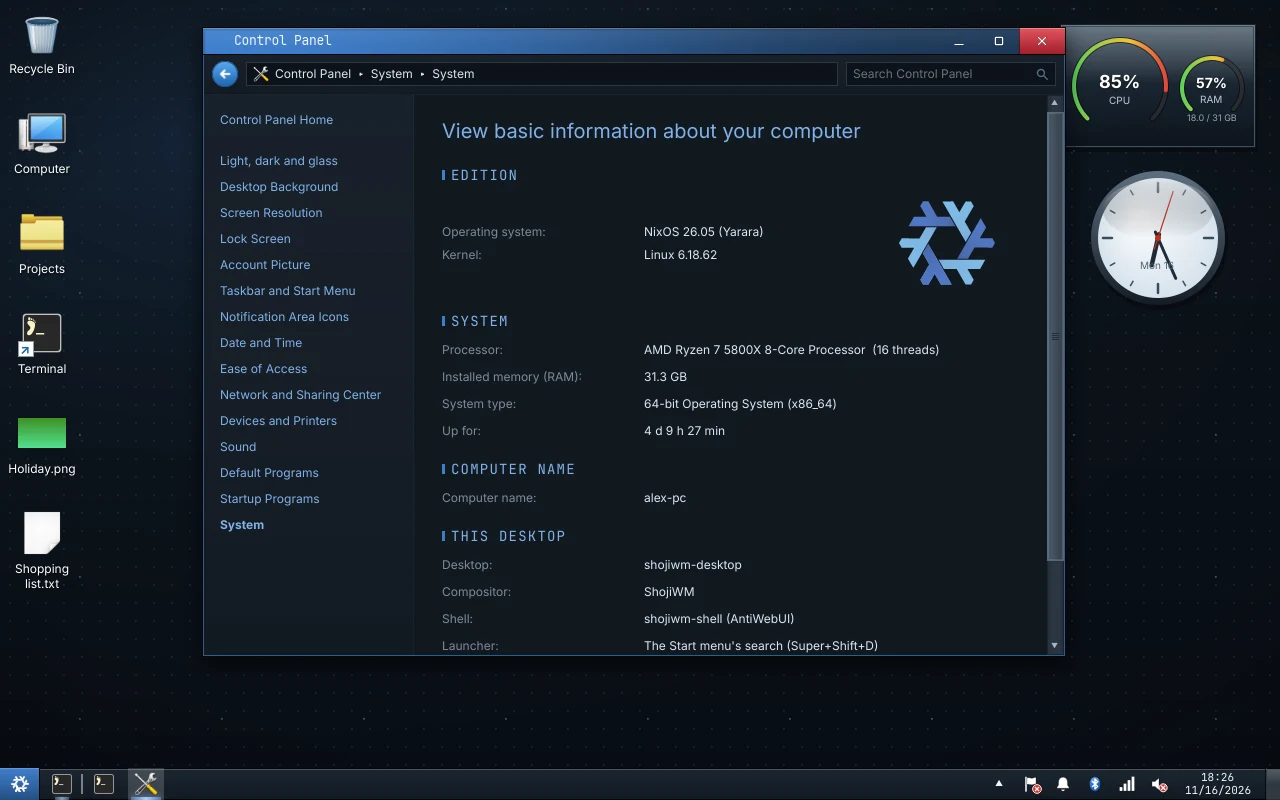 Recycle Bin
Computer
Projects
Terminal
Holiday.png
Shopping
list.txt
Control Panel
Control Panel ▸ System ▸ System
Search Control Panel
Control Panel Home
Light, dark and glass
Desktop Background
Screen Resolution
Lock Screen
Account Picture
Taskbar and Start Menu
Notification Area Icons
Date and Time
Ease of Access
Network and Sharing Center
Devices and Printers
Sound
Default Programs
Startup Programs
System
View basic information about your computer
EDITION
Operating system: NixOS 26.05 (Yarara)
Kernel: Linux 6.18.62
SYSTEM
Processor: AMD Ryzen 7 5800X 8-Core Processor (16 threads)
Installed memory (RAM): 31.3 GB
System type: 64-bit Operating System (x86_64)
Up for: 4 d 9 h 27 min
COMPUTER NAME
Computer name: alex-pc
THIS DESKTOP
Desktop: shojiwm-desktop
Compositor: ShojiWM
Shell: shojiwm-shell (AntiWebUI)
Launcher: The Start menu's search (Super+Shift+D)
85%
CPU
57%
RAM
18.0 / 31 GB
18:26
11/16/2026